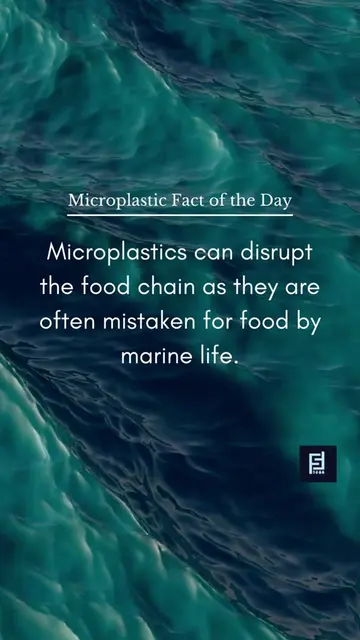 Microplastic Fact of the Day
Microplastics can disrupt
the food chain as they are
often mistaken for food by
marine life.